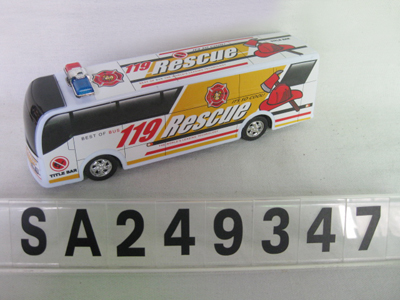 119 Rescue
BEST OF BUS
119 Rescue
TITLE BAR
SA249347